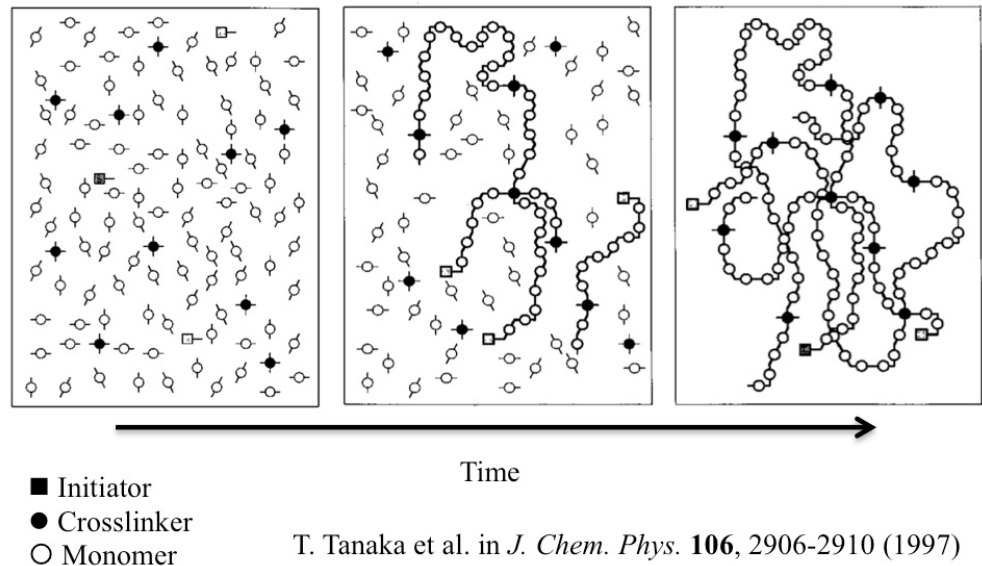 Time
Initiator
Crosslinker
Monomer
T. Tanaka et al. in J. Chem. Phys. 106, 2906-2910 (1997)